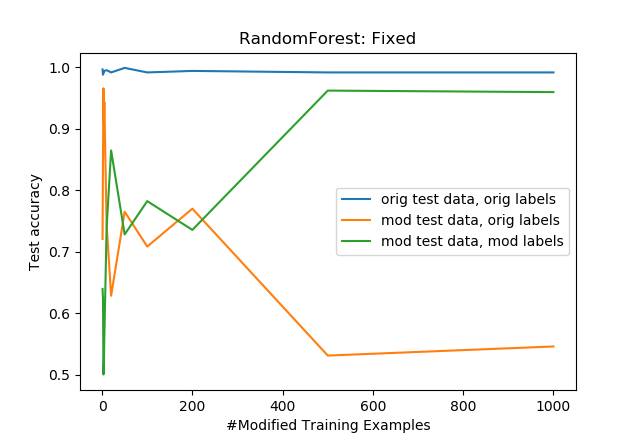 RandomForest: Fixed
1.0
0.9
0.8
0.7
0.6
0.5
Test accuracy
orig test data, orig labels
mod test data, orig labels
mod test data, mod labels
0 200 400 600 800 1000
#Modified Training Examples